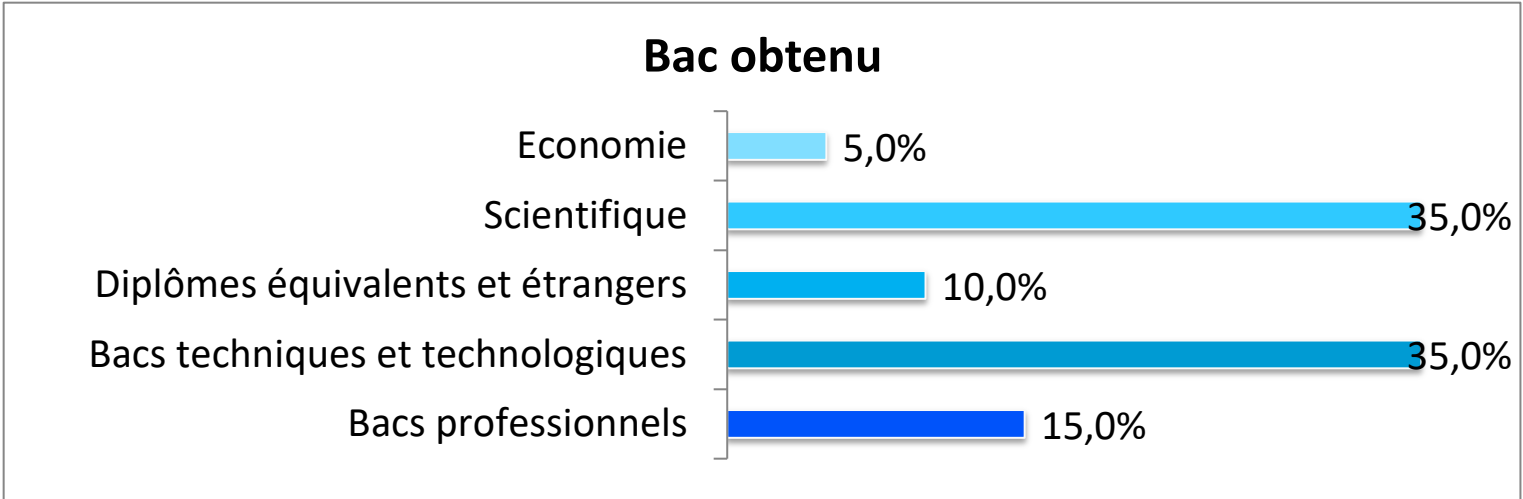 Bac obtenu
Economie 5,0%
Scientifique 35,0%
Diplômes équivalents et étrangers 10,0%
Bacs techniques et technologiques 35,0%
Bacs professionnels 15,0%